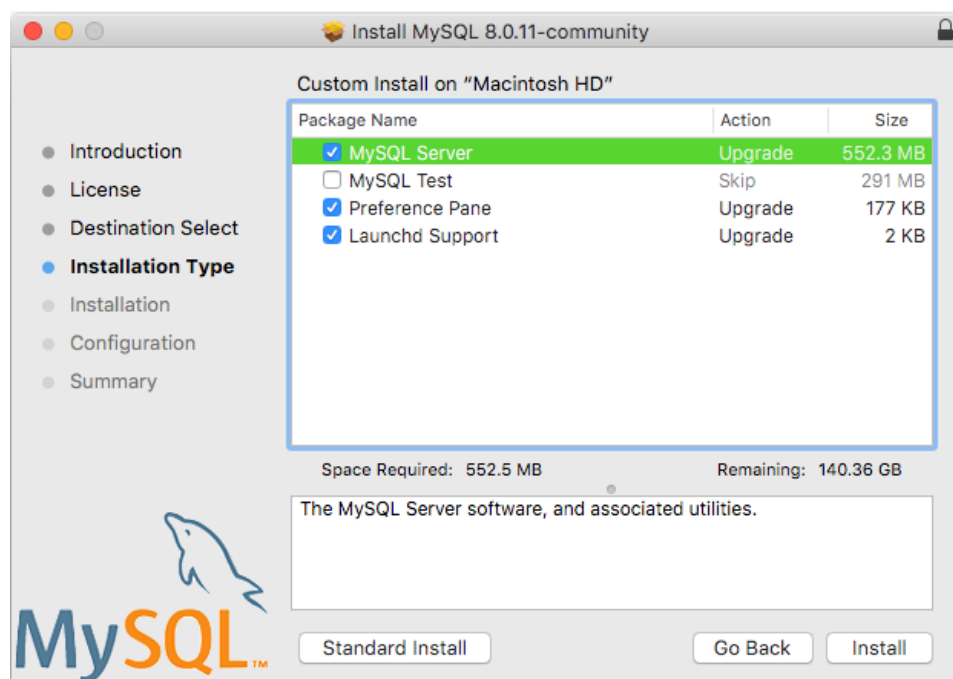 Install MySQL 8.0.11-community
Custom Install on “Macintosh HD”
Package Name Action Size
MySQL Server Upgrade 552.3 MB
MySQL Test Skip 291 MB
Preference Pane Upgrade 177 KB
Launchd Support Upgrade 2 KB
Introduction
License
Destination Select
Installation Type
Installation
Configuration
Summary
Space Required: 552.5 MB Remaining: 140.36 GB
The MySQL Server software, and associated utilities.
MySQL™
Standard Install Go Back Install